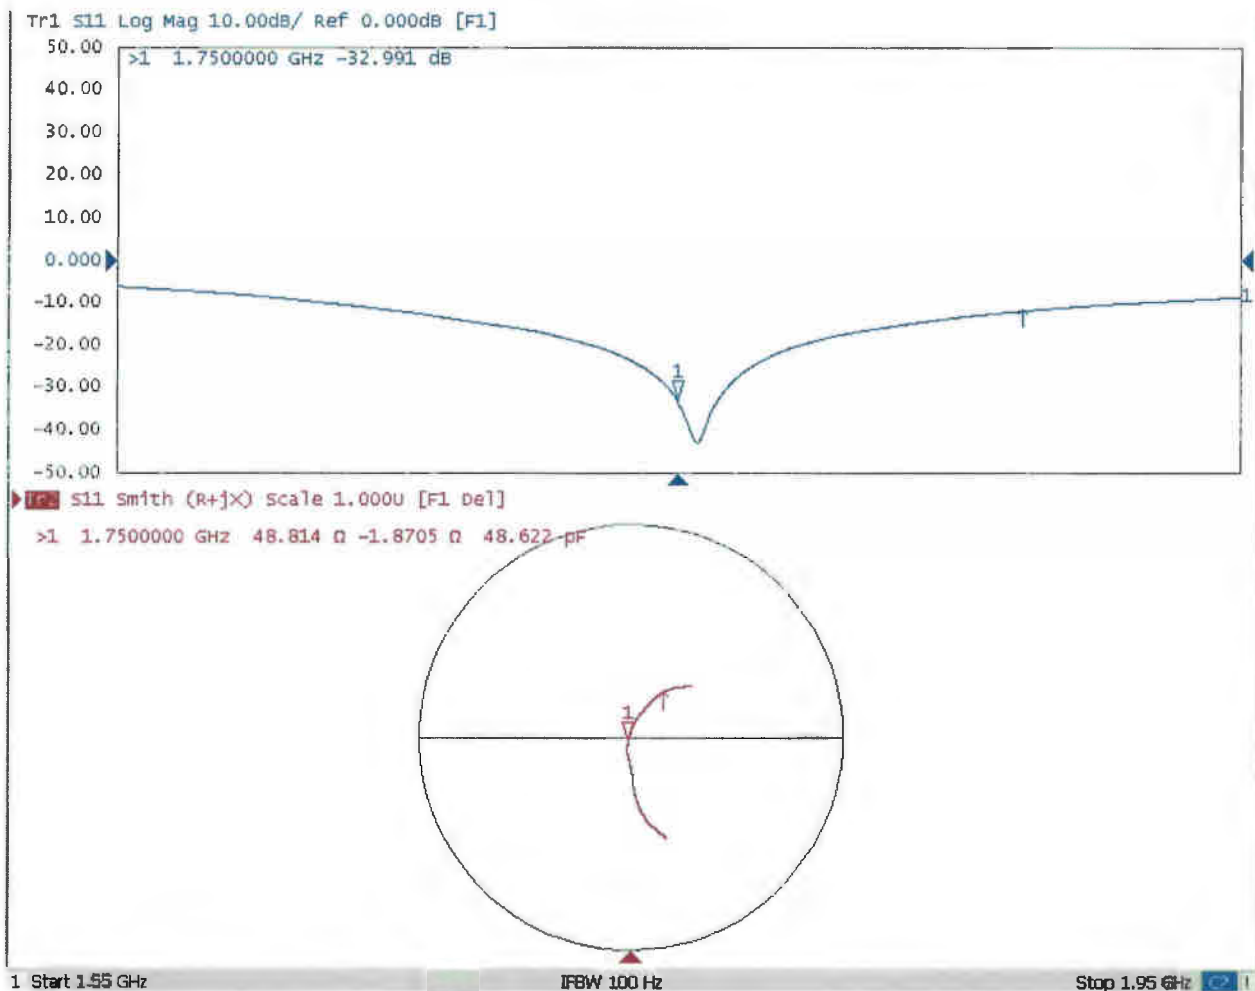 Tr1 S11 Log Mag 10.00dB/ Ref 0.000dB [F1]
50.00
>1 1.7500000 GHz -32.991 dB
40.00
30.00
20.00
10.00
0.000
-10.00
1
-20.00
1
-30.00
-40.00
-50.00
Tr2 S11 Smith (R+jX) Scale 1.000U [F1 Del]
>1 1.7500000 GHz 48.814 Ω -1.8705 Ω 48.622 pF
1
1 Start 1.55 GHz IFBW 100 Hz Stop 1.95 GHz C2